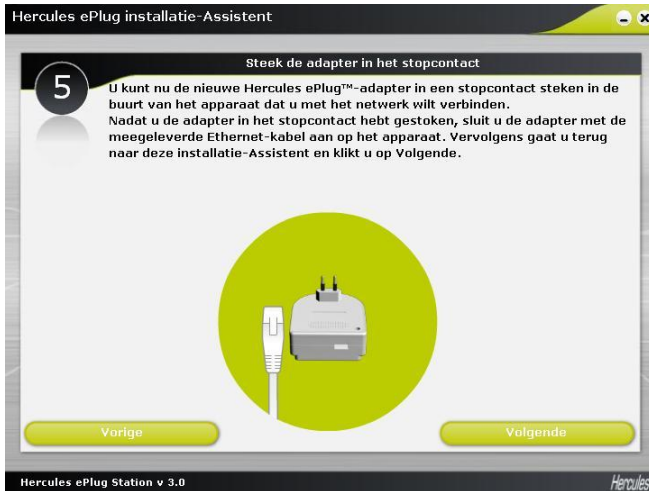 Hercules ePlug installatie-Assistent
Steek de adapter in het stopcontact
5
U kunt nu de nieuwe Hercules ePlug™-adapter in een stopcontact steken in de
buurt van het apparaat dat u met het netwerk wilt verbinden.
Nadat u de adapter in het stopcontact hebt gestoken, sluit u de adapter met de
meegeleverde Ethernet-kabel aan op het apparaat. Vervolgens gaat u terug
naar deze installatie-Assistent en klikt u op Volgende.
Vorige
Volgende
Hercules ePlug Station v 3.0
Hercules